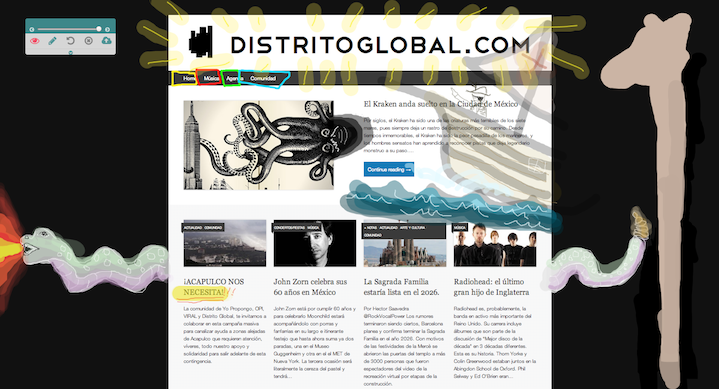 DISTRITOGLOBAL.COM
Home Música Agenda Comunidad
El Kraken anda suelto en la Ciudad de México
Por siglos, el Kraken ha sido una de las criaturas más temibles de los siete
mares, pues siempre deja un rastro de destrucción por su camino. Desde
tiempos inmemorables, el Kraken ha sido la peor pesadilla de los marineros, y
los hombres sensatos han aprendido a reconocer pistas que este legendario
monstruo a su paso....
Continue reading →
ACTUALIDAD COMUNIDAD
¡ACAPULCO NOS
NECESITA!!
La comunidad de Yo Propongo, OPI,
VIRAL y Distrito Global, te invitamos a
colaborar en esta campaña masiva
para canalizar ayuda a zonas alejadas
de Acapulco que requieren atención,
víveres, todo nuestro apoyo y
solidaridad para salir adelante de esta
contingencia.
CONCIERTOS/FIESTAS MÚSICA
John Zorn celebra sus
60 años en México
John Zorn está por cumplir 60 años y
para celebrarlo Moonchild estará
acompañándolo con pomas y
fanfarrias en su largo e itinerante
festejo que hasta ahora suma ya dos
paradas, una en el Museo
Guggenheim y otra en el el MET de
Nueva York. La tercera ocasión será
literalmente la cereza del pastel y
tendrá...
+ NOTAS ACTUALIDAD ARTE Y CULTURA
COMUNIDAD
La Sagrada Familia
estaría lista en el 2026.
Por Hector Saavedra
@RockVocalPower Los rumores
terminaron siendo ciertos, Barcelona
planea y confirma terminar la Sagrada
Familia en el año 2026. Con motivos
de las festividades de la Mercè se
abrieron las puertas del templo a más
de 3000 personas que fueron
espectadores del video de la
recreación virtual por etapas de la
construcción.
MÚSICA
Radiohead: el último
gran hijo de Inglaterra
Radiohead es, probablemente, la
banda en activo más importante del
Reino Unido. Su carrera incluye
álbumes que son parte de la
discusión de "Mejor disco de la
década" en 3 décadas diferentes.
Esta es su historia. Thom Yorke y
Colin Greenwood estaban juntos en la
Abingdon School de Oxford. Phil
Selvey y Ed O'Brien eran...